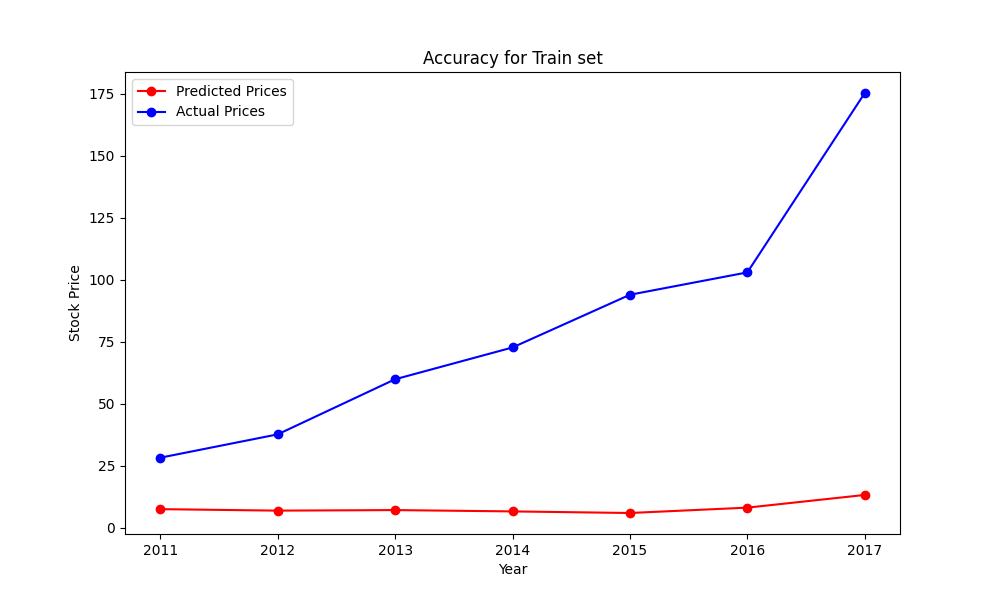 Accuracy for Train set
Predicted Prices
Actual Prices
175
150
125
100
75
50
25
0
Stock Price
2011 2012 2013 2014 2015 2016 2017
Year